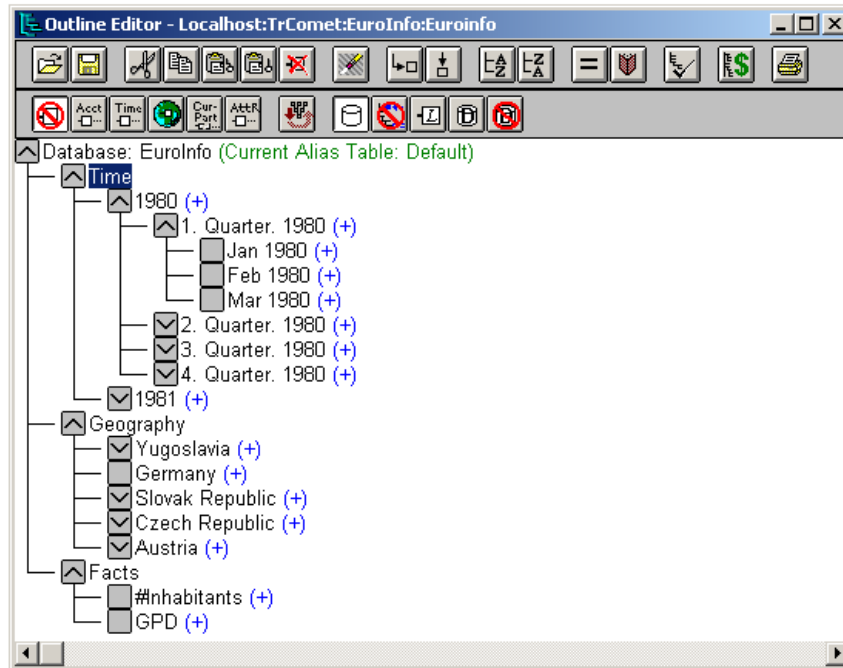 Outline Editor - Localhost:TrComet:EuroInfo:Euroinfo
A Z Z A = $
Acct Time Cur- Part AttR
Database: EuroInfo (Current Alias Table: Default)
Time
1980 (+)
1. Quarter. 1980 (+)
Jan 1980 (+)
Feb 1980 (+)
Mar 1980 (+)
2. Quarter. 1980 (+)
3. Quarter. 1980 (+)
4. Quarter. 1980 (+)
1981 (+)
Geography
Yugoslavia (+)
Germany (+)
Slovak Republic (+)
Czech Republic (+)
Austria (+)
Facts
#Inhabitants (+)
GPD (+)